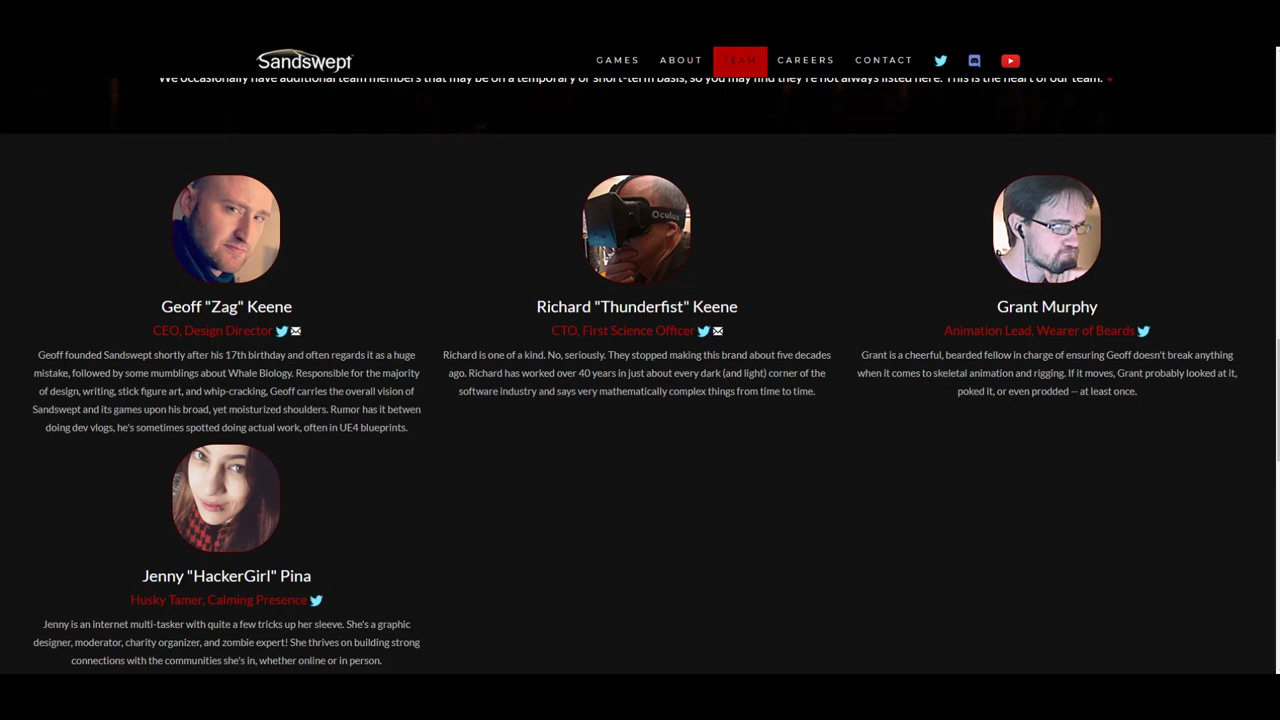 Sandswept
GAMES ABOUT TEAM CAREERS CONTACT
We occasionally have additional team members that may be on a temporary or short-term basis, so you may find they're not always listed here. This is the heart of our team.
Oculus
Geoff "Zag" Keene
CEO, Design Director
Geoff founded Sandswept shortly after his 17th birthday and often regards it as a huge
mistake, followed by some mumblings about Whale Biology. Responsible for the majority
of design, writing, stick figure art, and whip-cracking, Geoff carries the overall vision of
Sandswept and its games upon his broad, yet moisturized shoulders. Rumor has it betwen
doing dev vlogs, he's sometimes spotted doing actual work, often in UE4 blueprints.
Richard "Thunderfist" Keene
CTO, First Science Officer
Richard is one of a kind. No, seriously. They stopped making this brand about five decades
ago. Richard has worked over 40 years in just about every dark (and light) corner of the
software industry and says very mathematically complex things from time to time.
Grant Murphy
Animation Lead, Wearer of Beards
Grant is a cheerful, bearded fellow in charge of ensuring Geoff doesn't break anything
when it comes to skeletal animation and rigging. If it moves, Grant probably looked at it,
poked it, or even prodded -- at least once.
Jenny "HackerGirl" Pina
Husky Tamer, Calming Presence
Jenny is an internet multi-tasker with quite a few tricks up her sleeve. She's a graphic
designer, moderator, charity organizer, and zombie expert! She thrives on building strong
connections with the communities she's in, whether online or in person.